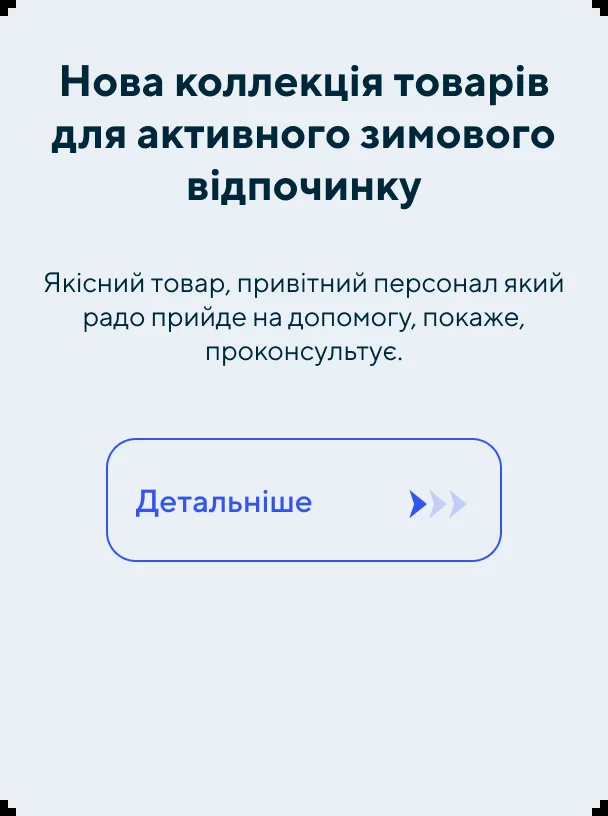 Нова коллекція товарів
для активного зимового
відпочинку
Якісний товар, привітний персонал який
радо прийде на допомогу, покаже,
проконсультує.
Детальніше